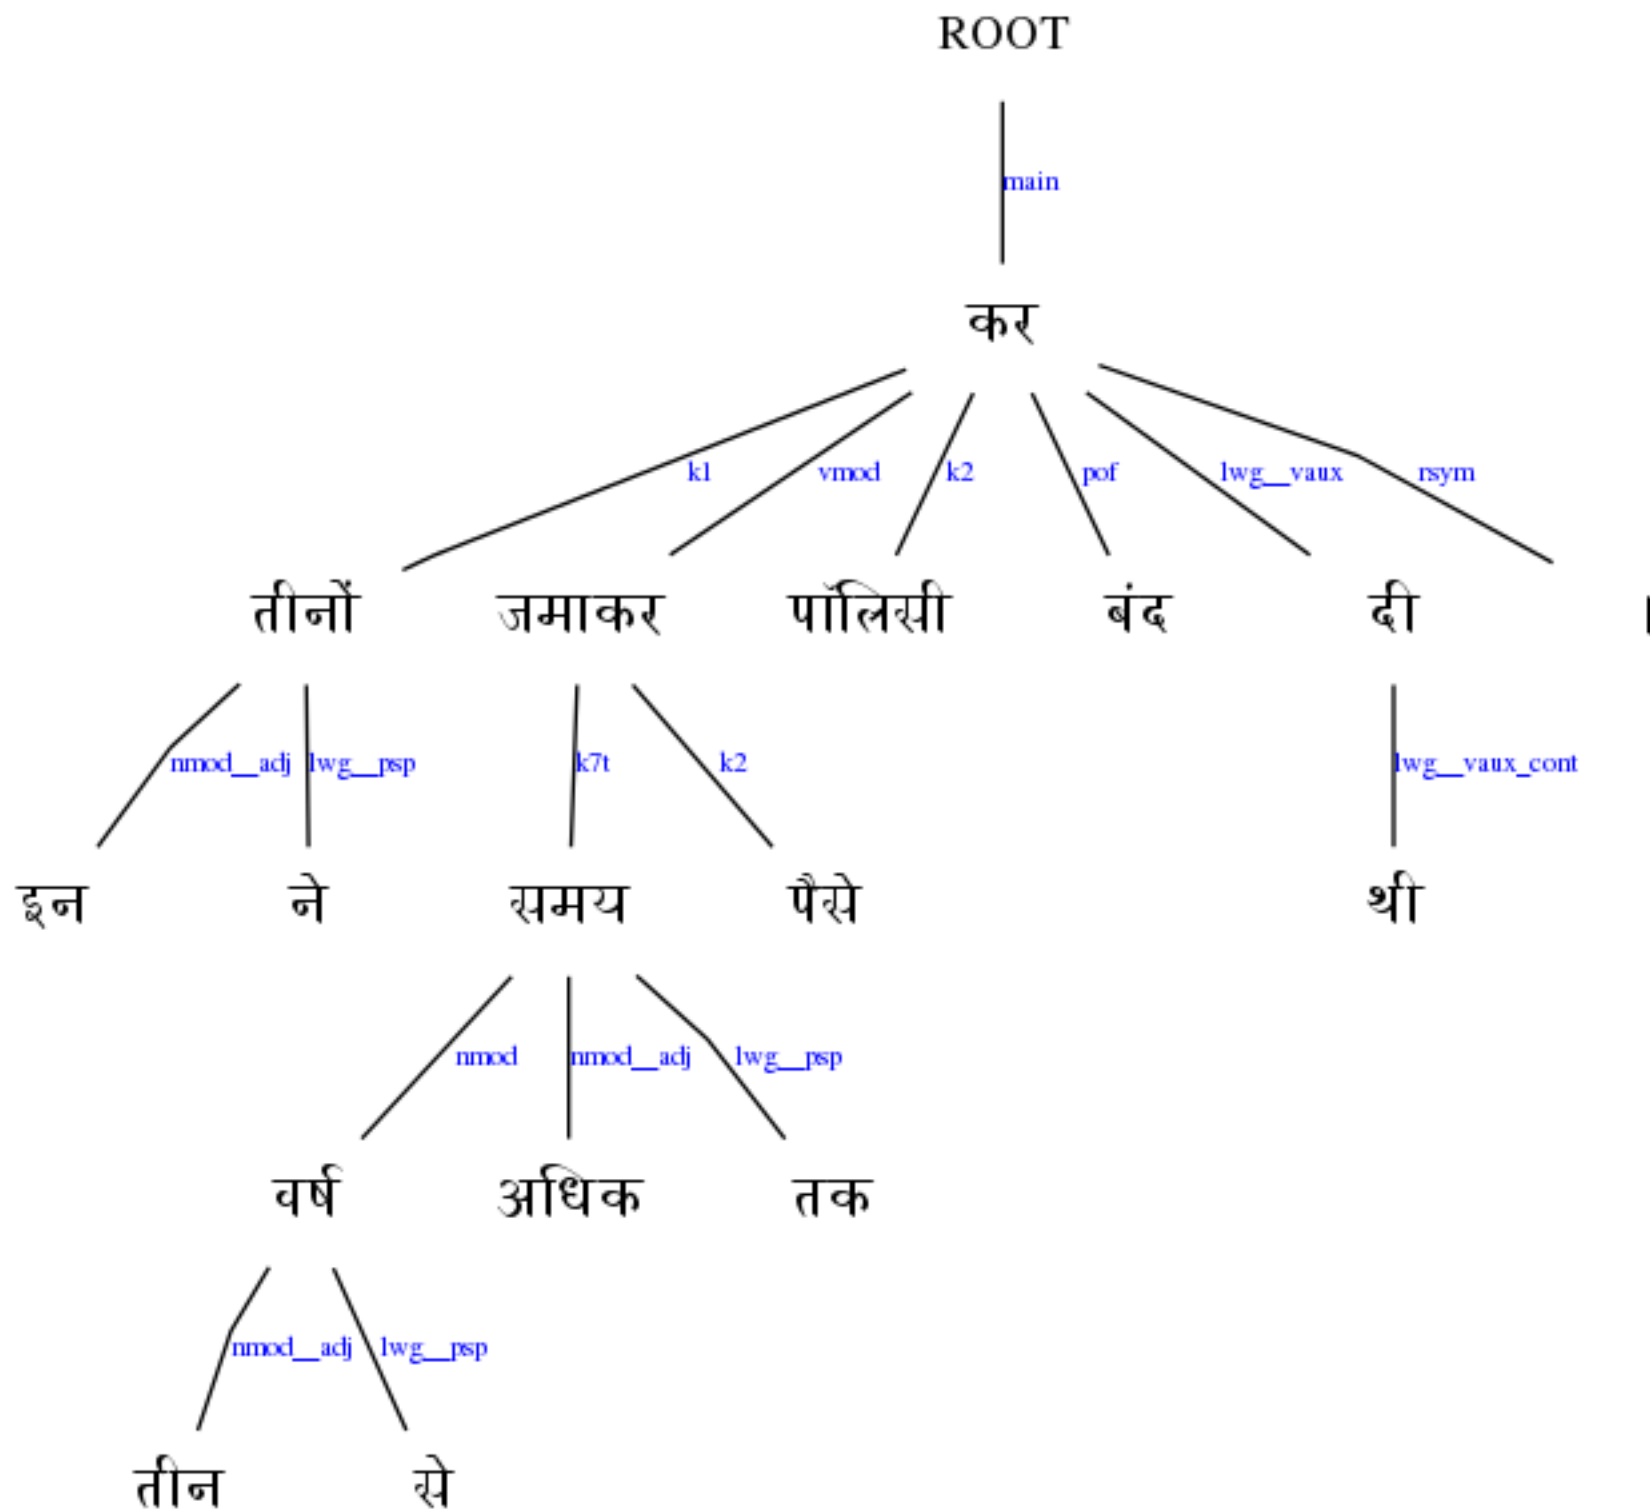 ROOT
main
कर
k1 vmod k2 pof lwg__vaux rsym
तीनों जमाकर पॉलिसी बंद दी ।
nmod__adj lwg__psp k7t k2 lwg__vaux_cont
इन ने समय पैसे थी
nmod nmod__adj lwg__psp
वर्ष अधिक तक
nmod__adj lwg__psp
तीन से